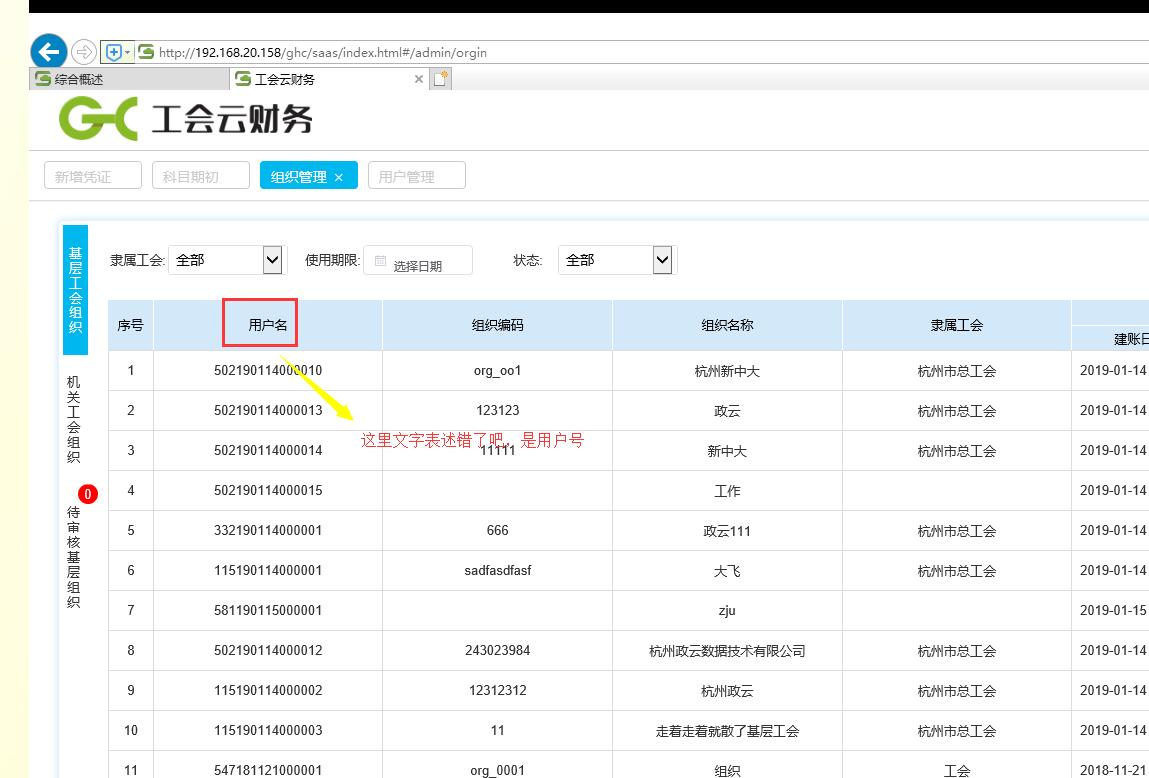 http://192.168.20.158/ghc/saas/index.html#/admin/orgin
综合概述 工会云财务
GHC 工会云财务
新增凭证 科目期初 组织管理 × 用户管理
基层工会组织
机关工会组织
0
待审核基层组织
隶属工会: 全部 使用期限: 选择日期 状态: 全部
序号 用户名 组织编码 组织名称 隶属工会 建账日
1 502190114000010 org_oo1 杭州新中大 杭州市总工会 2019-01-14
2 502190114000013 123123 政云 杭州市总工会 2019-01-14
这里文字表述错了吧，是用户号
3 502190114000014 11111 新中大 杭州市总工会 2019-01-14
4 502190114000015 工作 2019-01-14
5 332190114000001 666 政云111 杭州市总工会 2019-01-14
6 115190114000001 sadfasdfasf 大飞 杭州市总工会 2019-01-14
7 581190115000001 zju 2019-01-15
8 502190114000012 243023984 杭州政云数据技术有限公司 杭州市总工会 2019-01-14
9 115190114000002 12312312 杭州政云 杭州市总工会 2019-01-14
10 115190114000003 11 走着走着就散了基层工会 杭州市总工会 2019-01-14
11 547181121000001 org_0001 组织 工会 2018-11-21